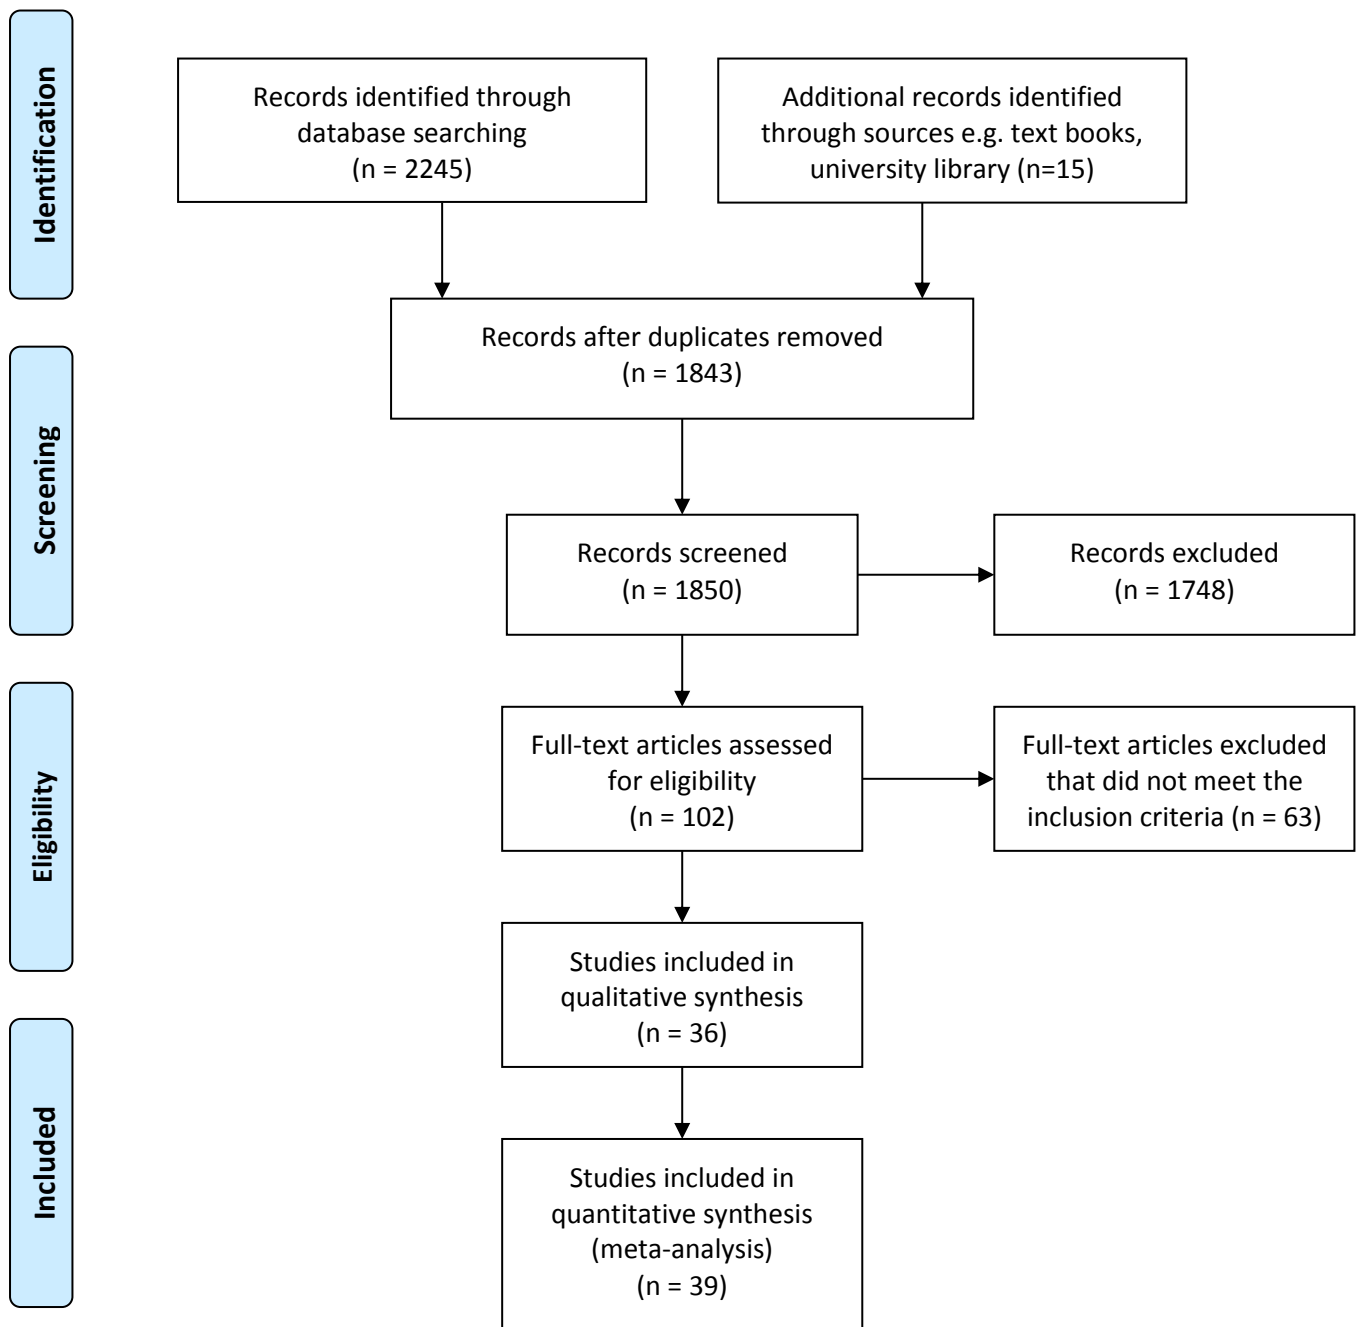 Identification
Records identified through
database searching
(n = 2245)
Additional records identified
through sources e.g. text books,
university library (n=15)
Records after duplicates removed
(n = 1843)
Screening
Records screened
(n = 1850)
Records excluded
(n = 1748)
Eligibility
Full-text articles assessed
for eligibility
(n = 102)
Full-text articles excluded
that did not meet the
inclusion criteria (n = 63)
Studies included in
qualitative synthesis
(n = 36)
Included
Studies included in
quantitative synthesis
(meta-analysis)
(n = 39)